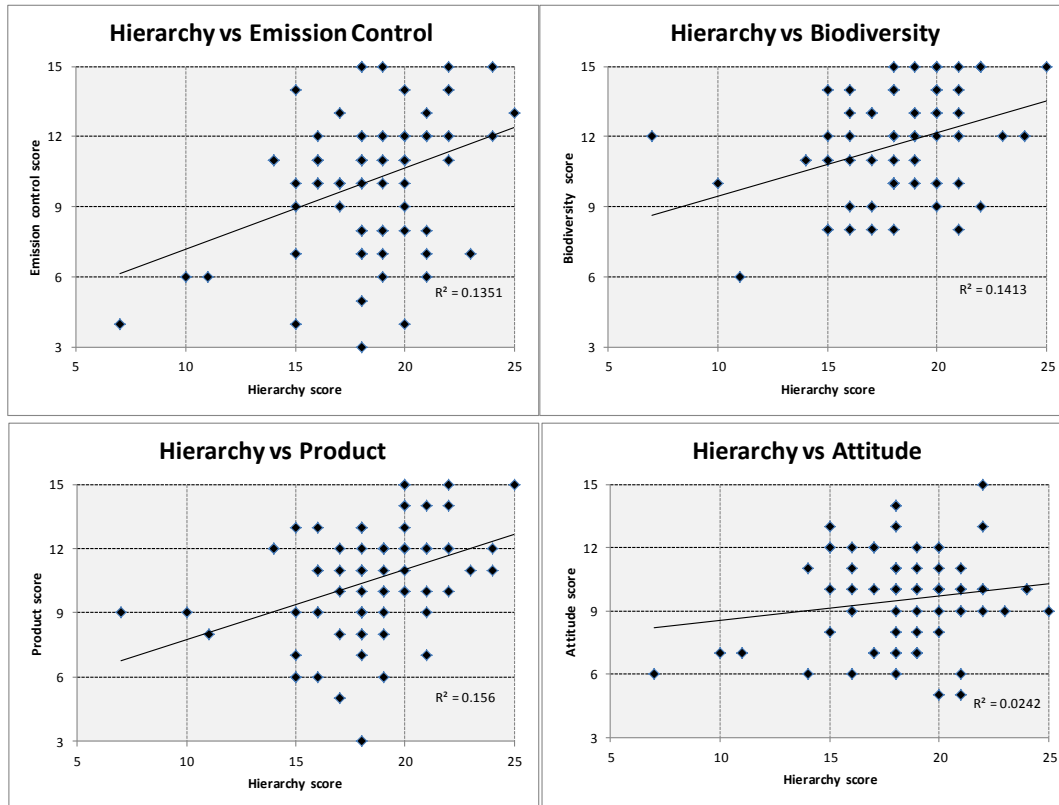 Hierarchy vs Emission Control
15
12
9
6
3
5
10
15
20
25
Emission control score
Hierarchy score
R² = 0.1351
Hierarchy vs Biodiversity
15
12
9
6
3
5
10
15
20
25
Biodiversity score
Hierarchy score
R² = 0.1413
Hierarchy vs Product
15
12
9
6
3
5
10
15
20
25
Product score
Hierarchy score
R² = 0.156
Hierarchy vs Attitude
15
12
9
6
3
5
10
15
20
25
Attitude score
Hierarchy score
R² = 0.0242